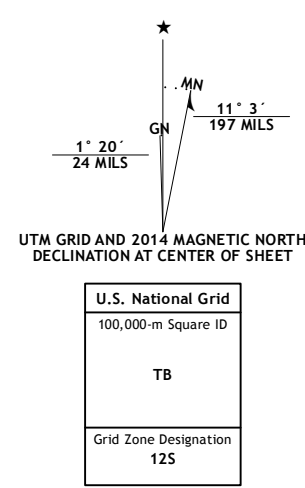 MN
GN
11° 3´
197 MILS
1° 20´
24 MILS
UTM GRID AND 2014 MAGNETIC NORTH
DECLINATION AT CENTER OF SHEET
U.S. National Grid
100,000-m Square ID
TB
Grid Zone Designation
12S